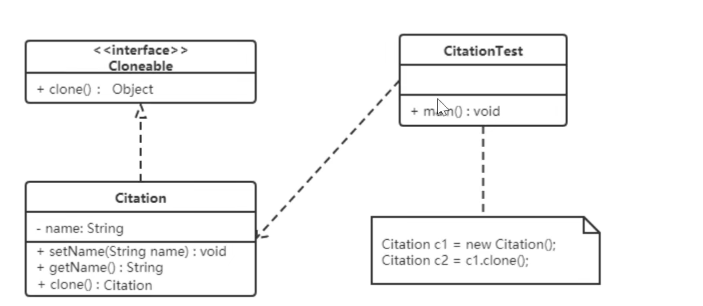 <<interface>>
Cloneable
+ clone() : Object
CitationTest
+ main() : void
Citation
- name: String
+ setName(String name) : void
+ getName() : String
+ clone() : Citation
Citation c1 = new Citation();
Citation c2 = c1.clone();